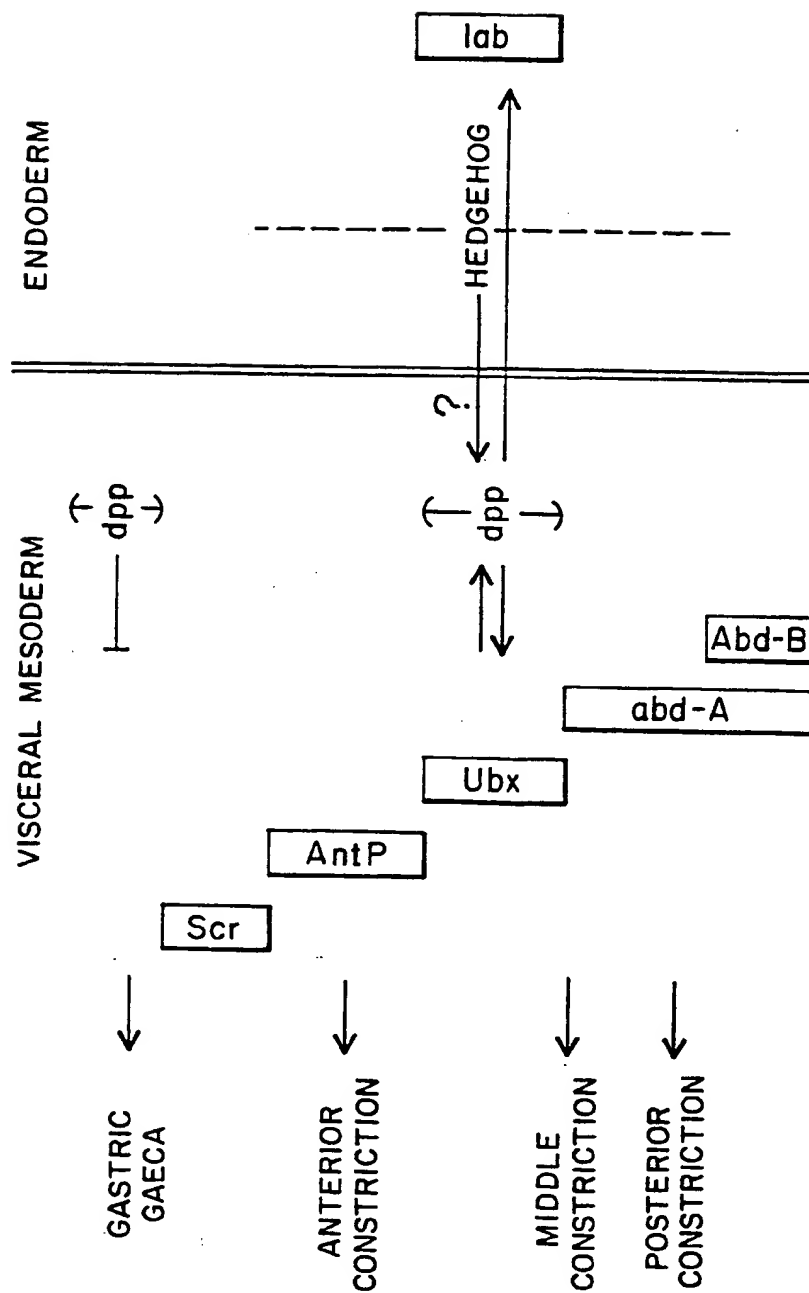 ENDODERM
lab
HEDGEHOG
?
VISCERAL MESODERM
dpp
dpp
Scr
AntP
Ubx
abd-A
Abd-B
GASTRIC
GAECA
ANTERIOR
CONSTRICTION
MIDDLE
CONSTRICTION
POSTERIOR
CONSTRICTION